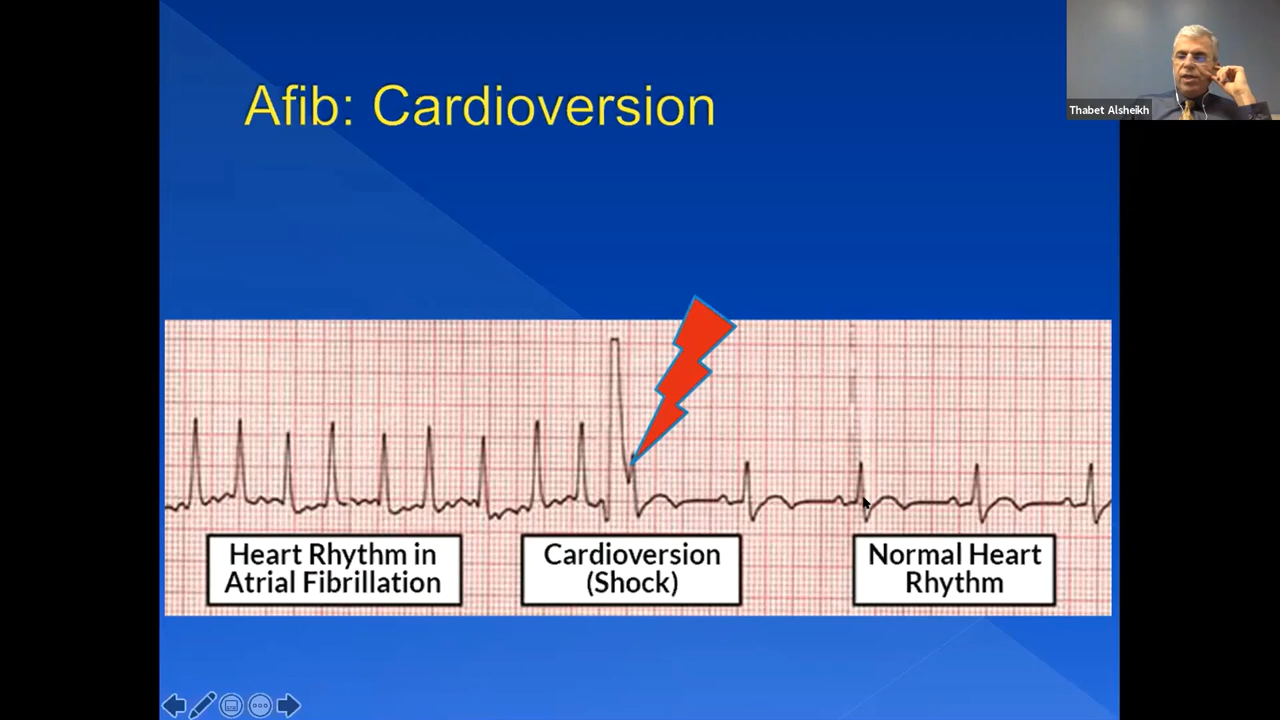 Afib: Cardioversion
Thabet Alsheikh
Heart Rhythm in
Atrial Fibrillation
Cardioversion
(Shock)
Normal Heart
Rhythm